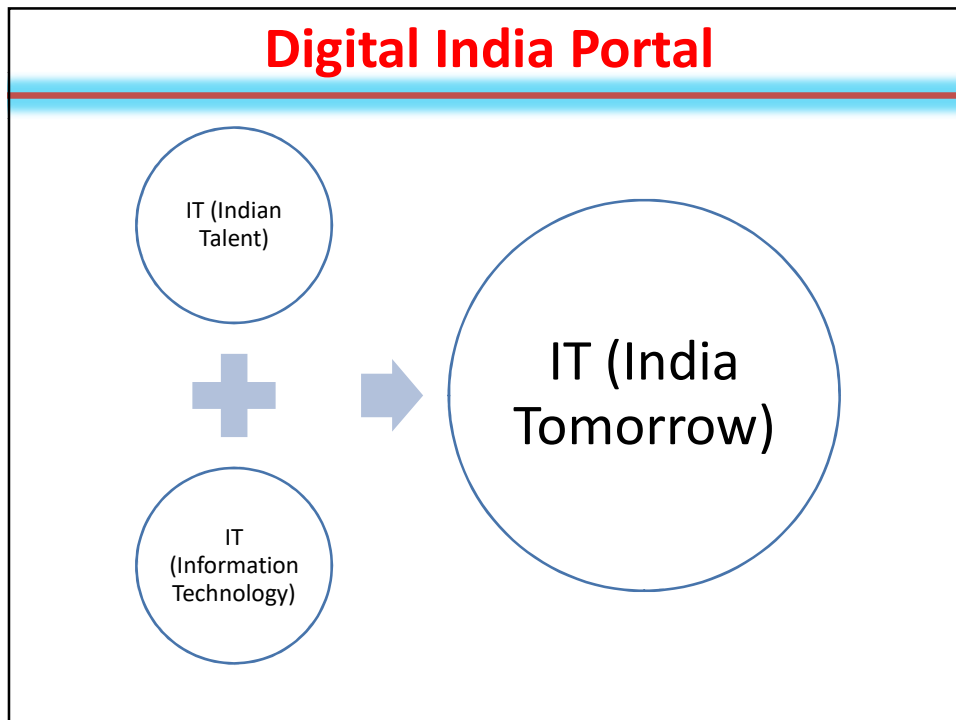 Digital India Portal
IT (Indian
Talent)
IT
(Information
Technology)
IT (India
Tomorrow)